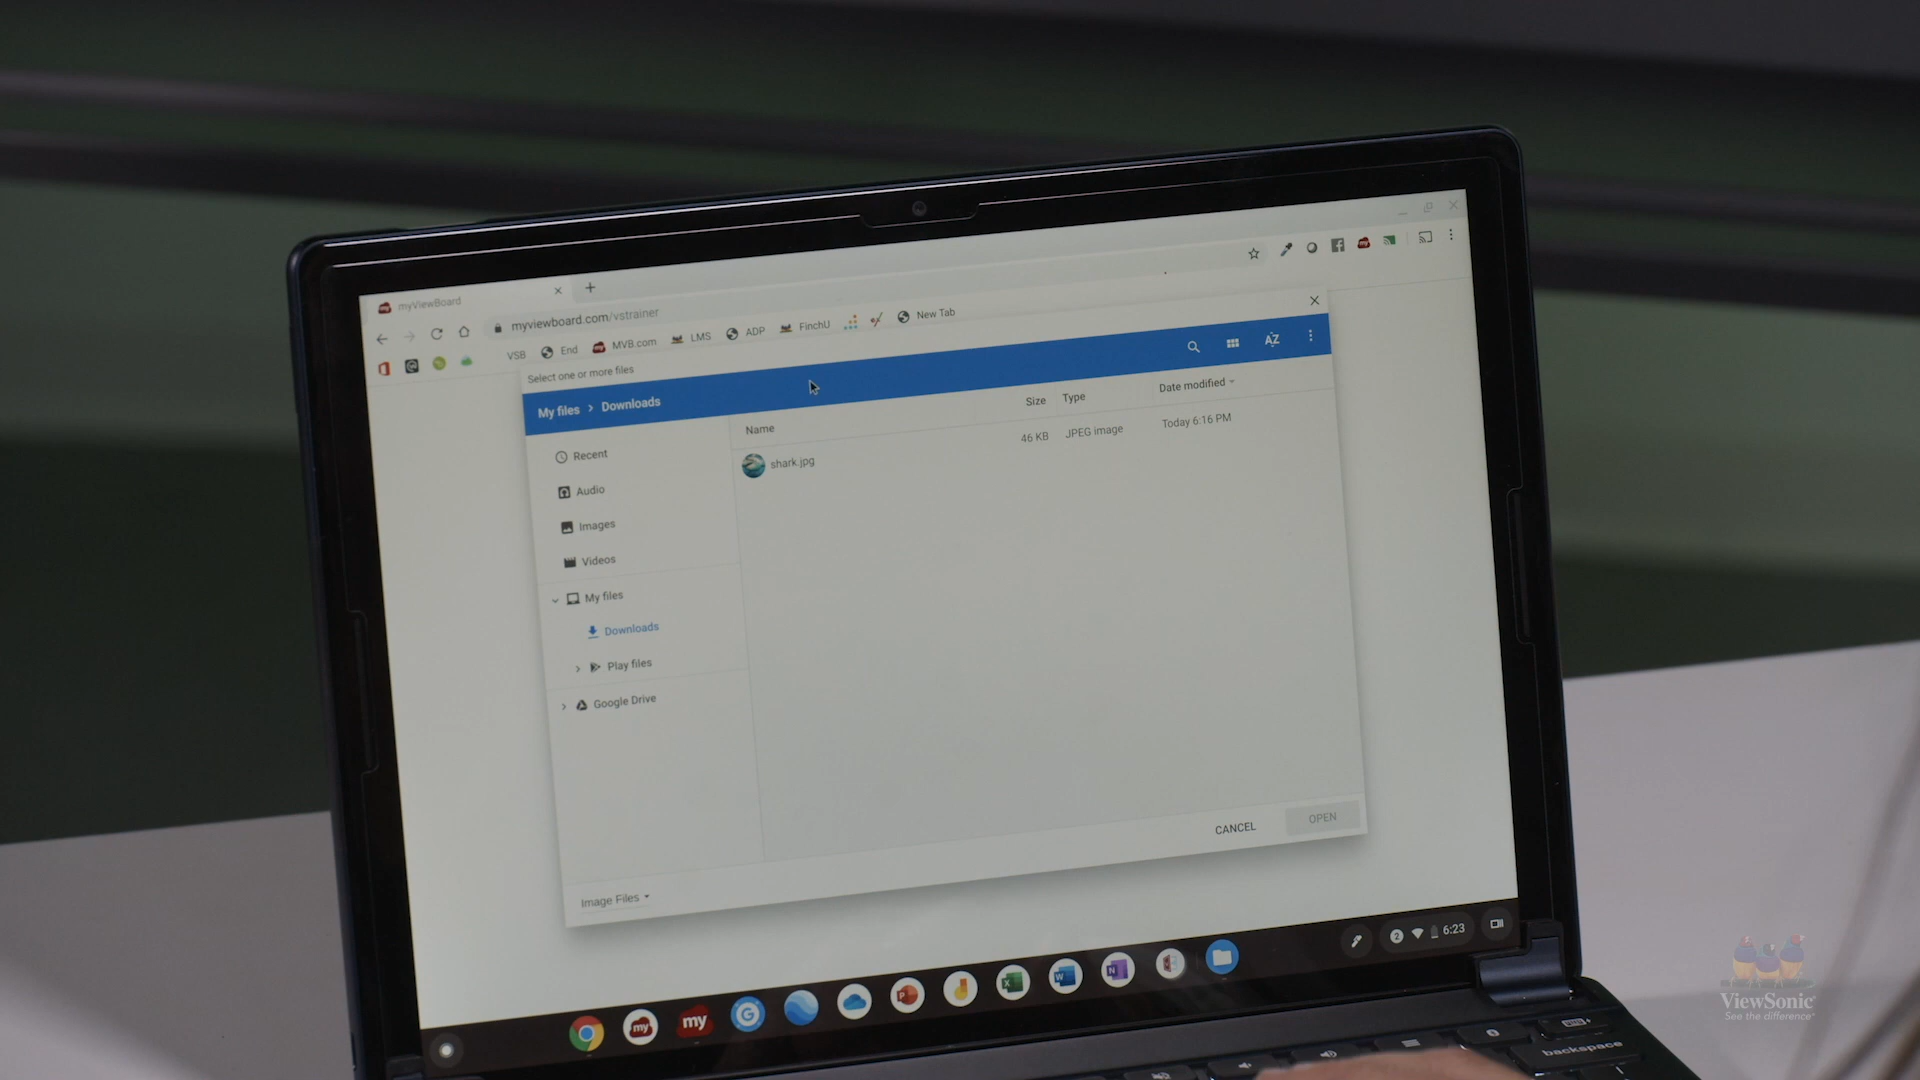 myViewBoard
myviewboard.com/vstrainer
VSB End MVB.com LMS ADP FinchU New Tab
Select one or more files
My files > Downloads
Name Size Type Date modified
shark.jpg 46 KB JPEG image Today 6:16 PM
Recent
Audio
Images
Videos
My files
Downloads
Play files
Google Drive
CANCEL OPEN
Image Files
2 6:23
my my
backspace
ViewSonic
See the difference